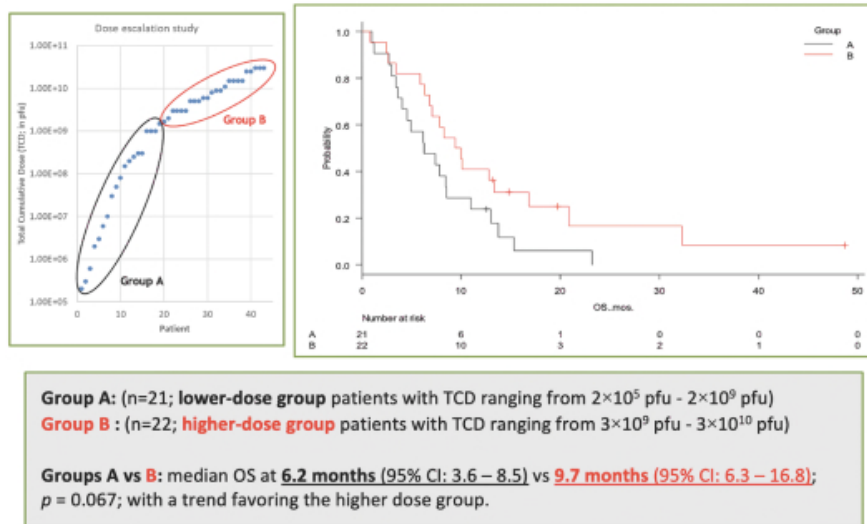 Dose escalation study
Total Cumulative Dose (TCD; in pfu)
1.00E+11
1.00E+10
1.00E+09
1.00E+08
1.00E+07
1.00E+06
1.00E+05
Group B
Group A
0 10 20 30 40
Patient
Group
A
B
Probability
1.0
0.8
0.6
0.4
0.2
0.0
0 10 20 30 40 50
OS..mos.
Number at risk
A 21 6 1 0 0 0
B 22 10 3 2 1 0
Group A: (n=21; lower-dose group patients with TCD ranging from 2×10⁵ pfu - 2×10⁹ pfu)
Group B : (n=22; higher-dose group patients with TCD ranging from 3×10⁹ pfu - 3×10¹⁰ pfu)
Groups A vs B: median OS at 6.2 months (95% CI: 3.6 – 8.5) vs 9.7 months (95% CI: 6.3 – 16.8);
p = 0.067; with a trend favoring the higher dose group.